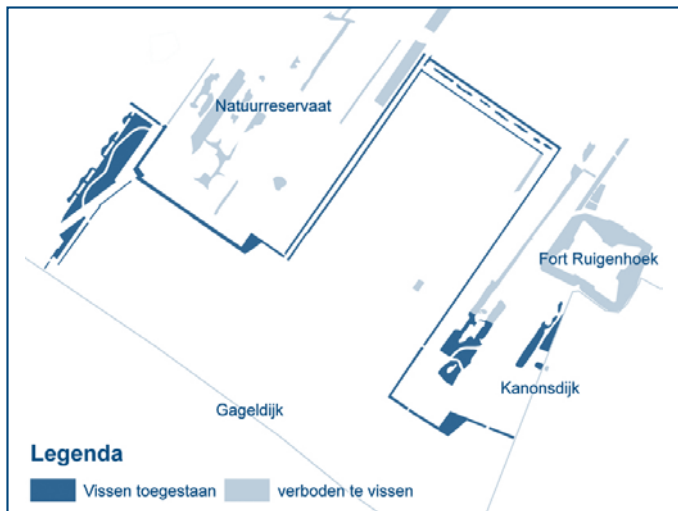 Natuurreservaat
Fort Ruigenhoek
Kanonsdijk
Gageldijk
Legenda
Vissen toegestaan
verboden te vissen